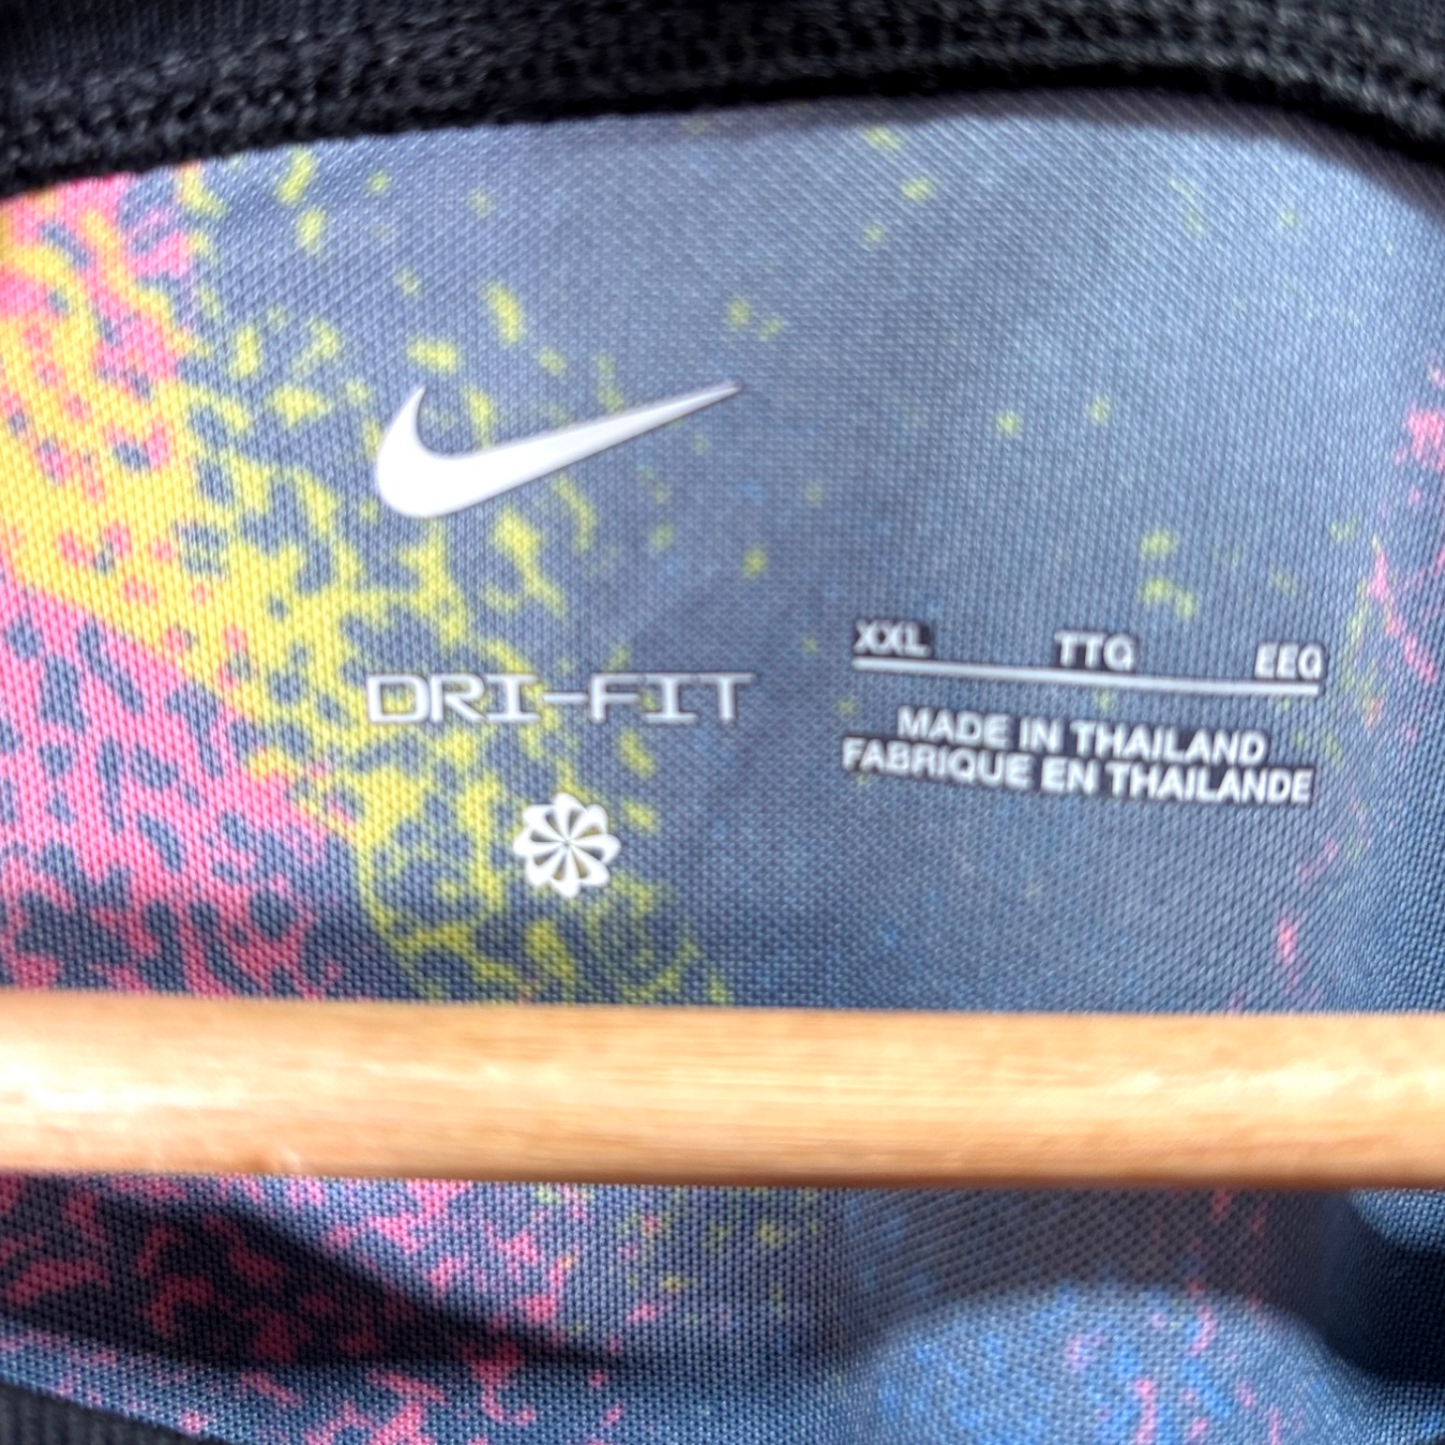 DRI-FIT
XXL TTG EEG
MADE IN THAILAND
FABRIQUE EN THAILANDE